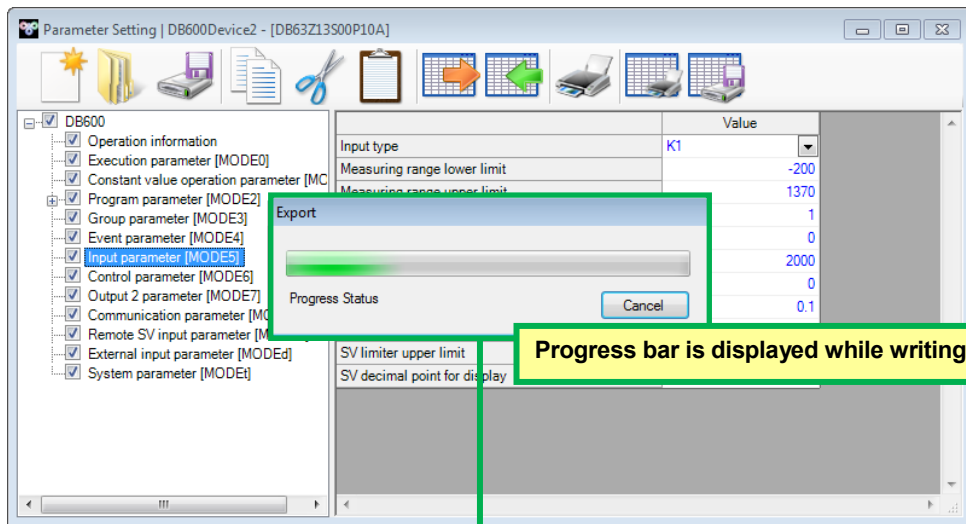 Parameter Setting | DB600Device2 - [DB63Z13S00P10A]
DB600
Operation information
Execution parameter [MODE0]
Constant value operation parameter [MO
Program parameter [MODE2]
Group parameter [MODE3]
Event parameter [MODE4]
Input parameter [MODE5]
Control parameter [MODE6]
Output 2 parameter [MODE7]
Communication parameter [MO
Remote SV input parameter [M
External input parameter [MODEd]
System parameter [MODEt]
Value
Input type K1
Measuring range lower limit -200
Measuring range upper limit 1370
1
0
2000
0
0.1
SV limiter upper limit
SV decimal point for display
Export
Progress Status
Cancel
Progress bar is displayed while writing